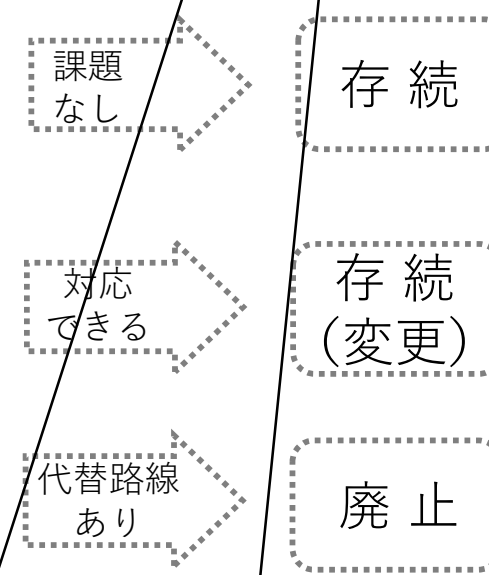 課題
なし
存 続
対応
できる
存 続
（変更）
代替路線
あり
廃 止